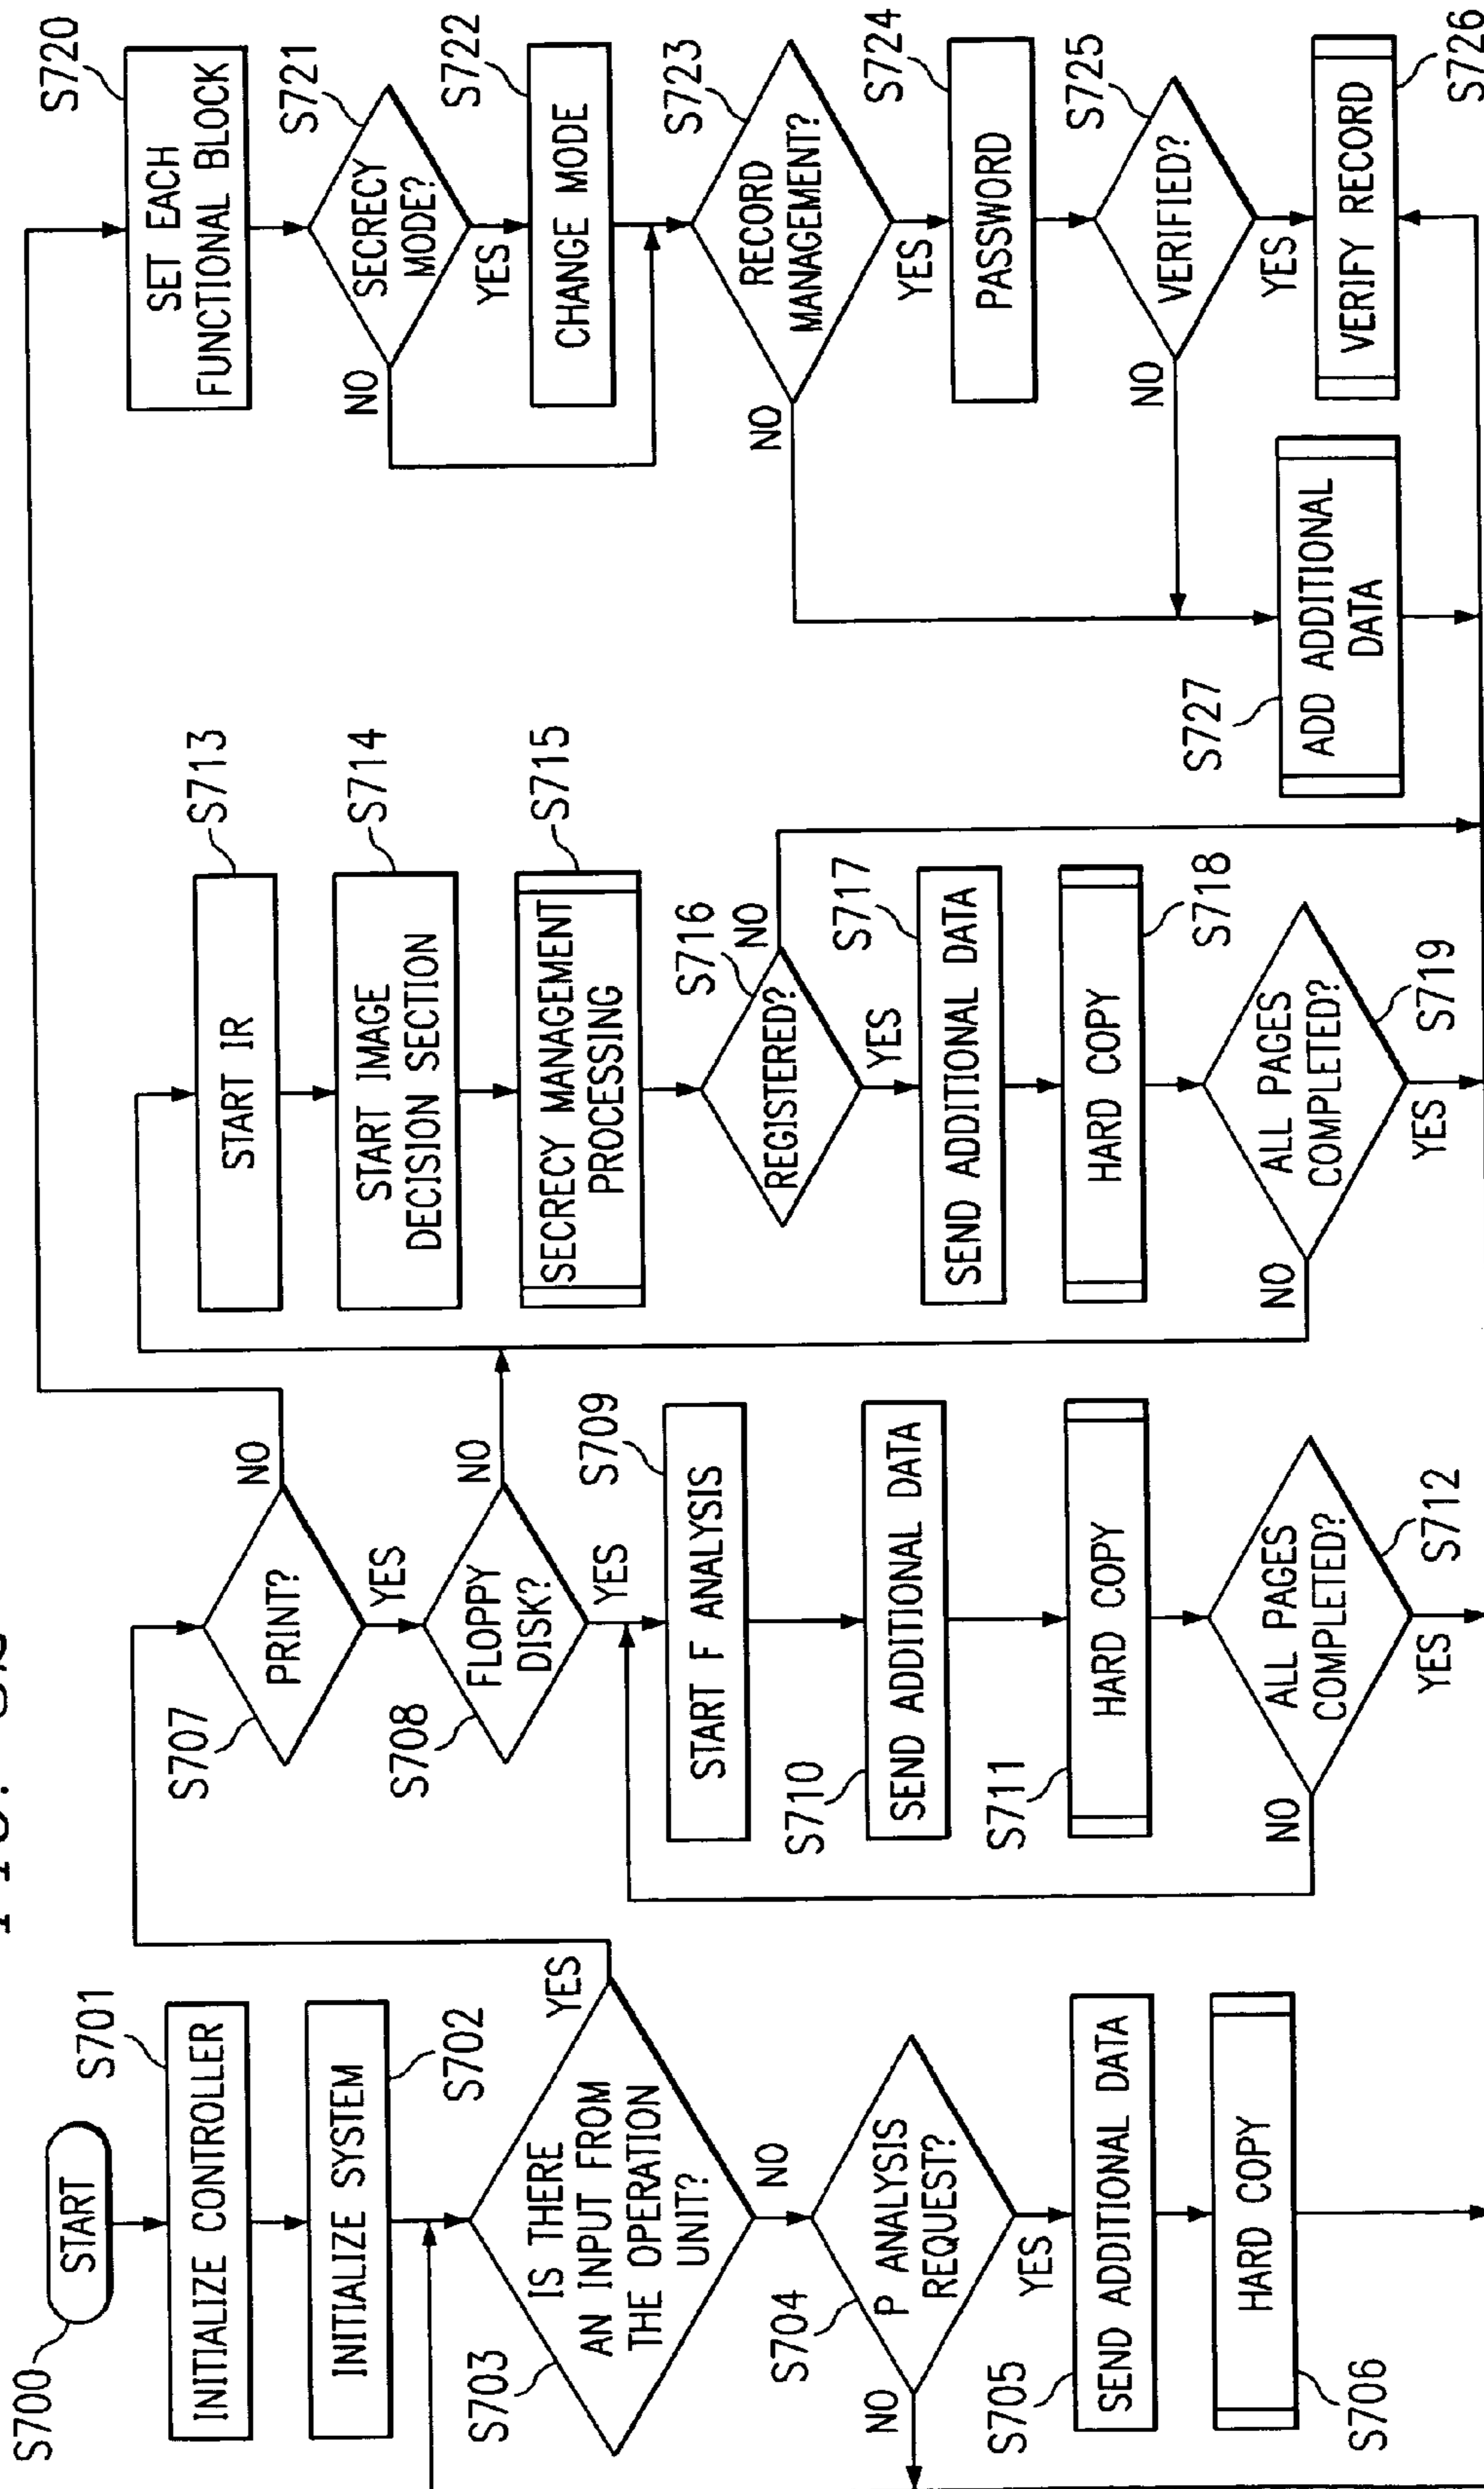 S700
START
S701
INITIALIZE CONTROLLER
INITIALIZE SYSTEM
S702
S703
IS THERE
AN INPUT FROM
THE OPERATION
UNIT?
YES
NO
S704
P ANALYSIS
REQUEST?
NO
YES
S705
SEND ADDITIONAL DATA
HARD COPY
S706
S707
PRINT?
NO
YES
S708
FLOPPY
DISK?
NO
YES
S709
START F ANALYSIS
S710
SEND ADDITIONAL DATA
S711
HARD COPY
ALL PAGES
COMPLETED?
S712
NO
YES
S713
START IR
S714
START IMAGE
DECISION SECTION
S715
SECRECY MANAGEMENT
PROCESSING
S716
REGISTERED?
NO
YES
S717
SEND ADDITIONAL DATA
HARD COPY
S718
ALL PAGES
COMPLETED?
S719
NO
YES
S720
SET EACH
FUNCTIONAL BLOCK
S721
SECRECY
MODE?
NO
YES
S722
CHANGE MODE
S723
RECORD
MANAGEMENT?
NO
YES
S724
PASSWORD
S725
VERIFIED?
NO
YES
VERIFY RECORD
S726
S727
ADD ADDITIONAL
DATA